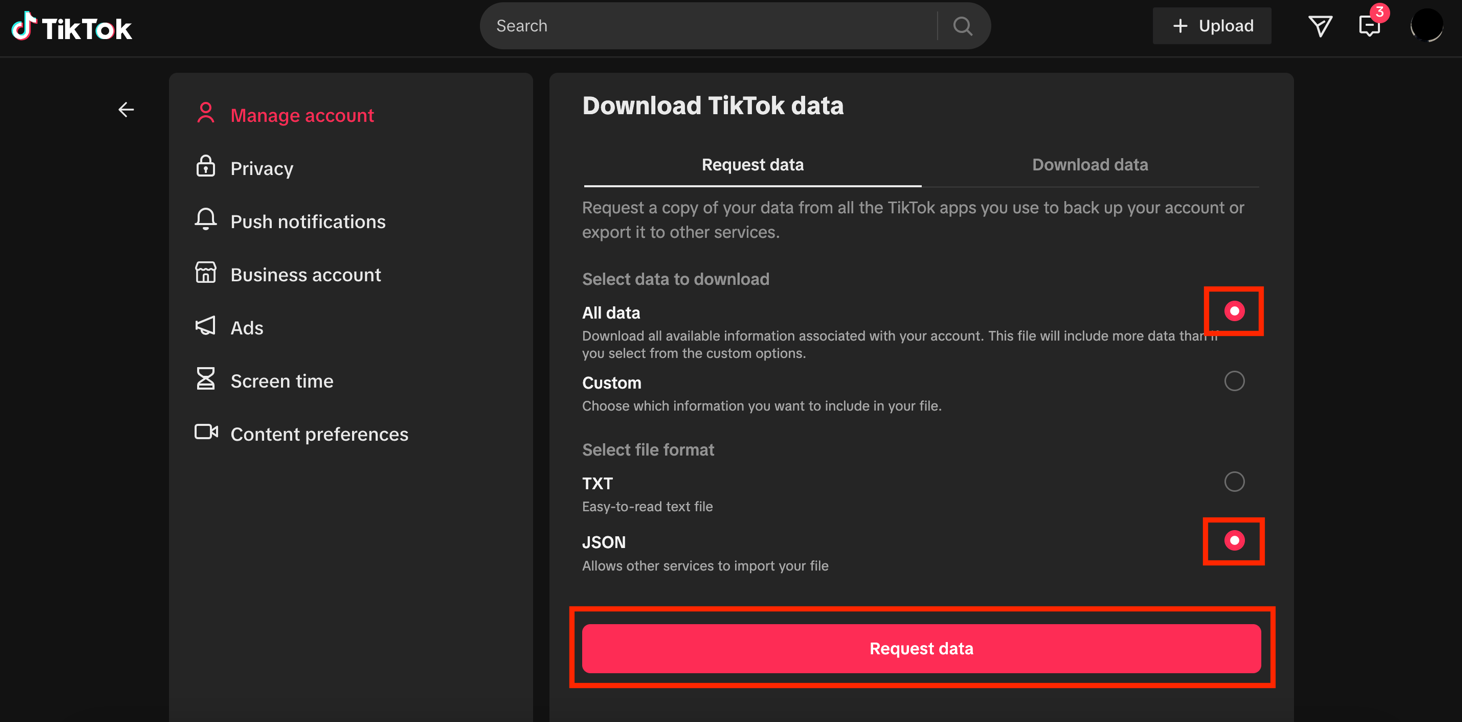 TikTok
Search
Upload
3
Manage account
Privacy
Push notifications
Business account
Ads
Screen time
Content preferences
Download TikTok data
Request data
Download data
Request a copy of your data from all the TikTok apps you use to back up your account or
export it to other services.
Select data to download
All data
Download all available information associated with your account. This file will include more data than if
you select from the custom options.
Custom
Choose which information you want to include in your file.
Select file format
TXT
Easy-to-read text file
JSON
Allows other services to import your file
Request data